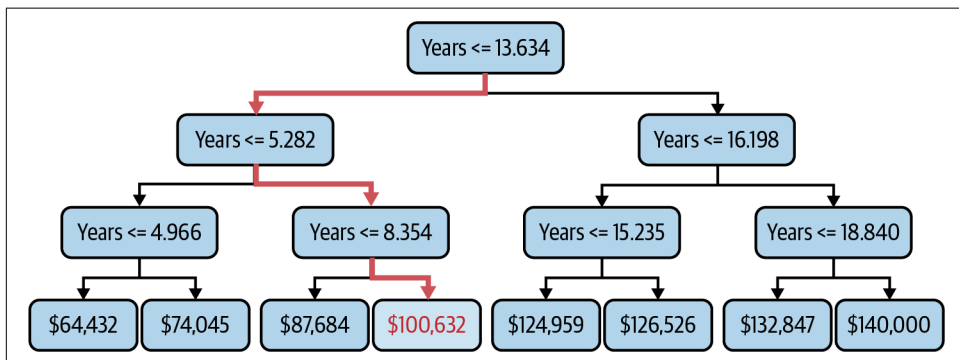 Years <= 13.634
Years <= 5.282
Years <= 16.198
Years <= 4.966
Years <= 8.354
Years <= 15.235
Years <= 18.840
$64,432
$74,045
$87,684
$100,632
$124,959
$126,526
$132,847
$140,000